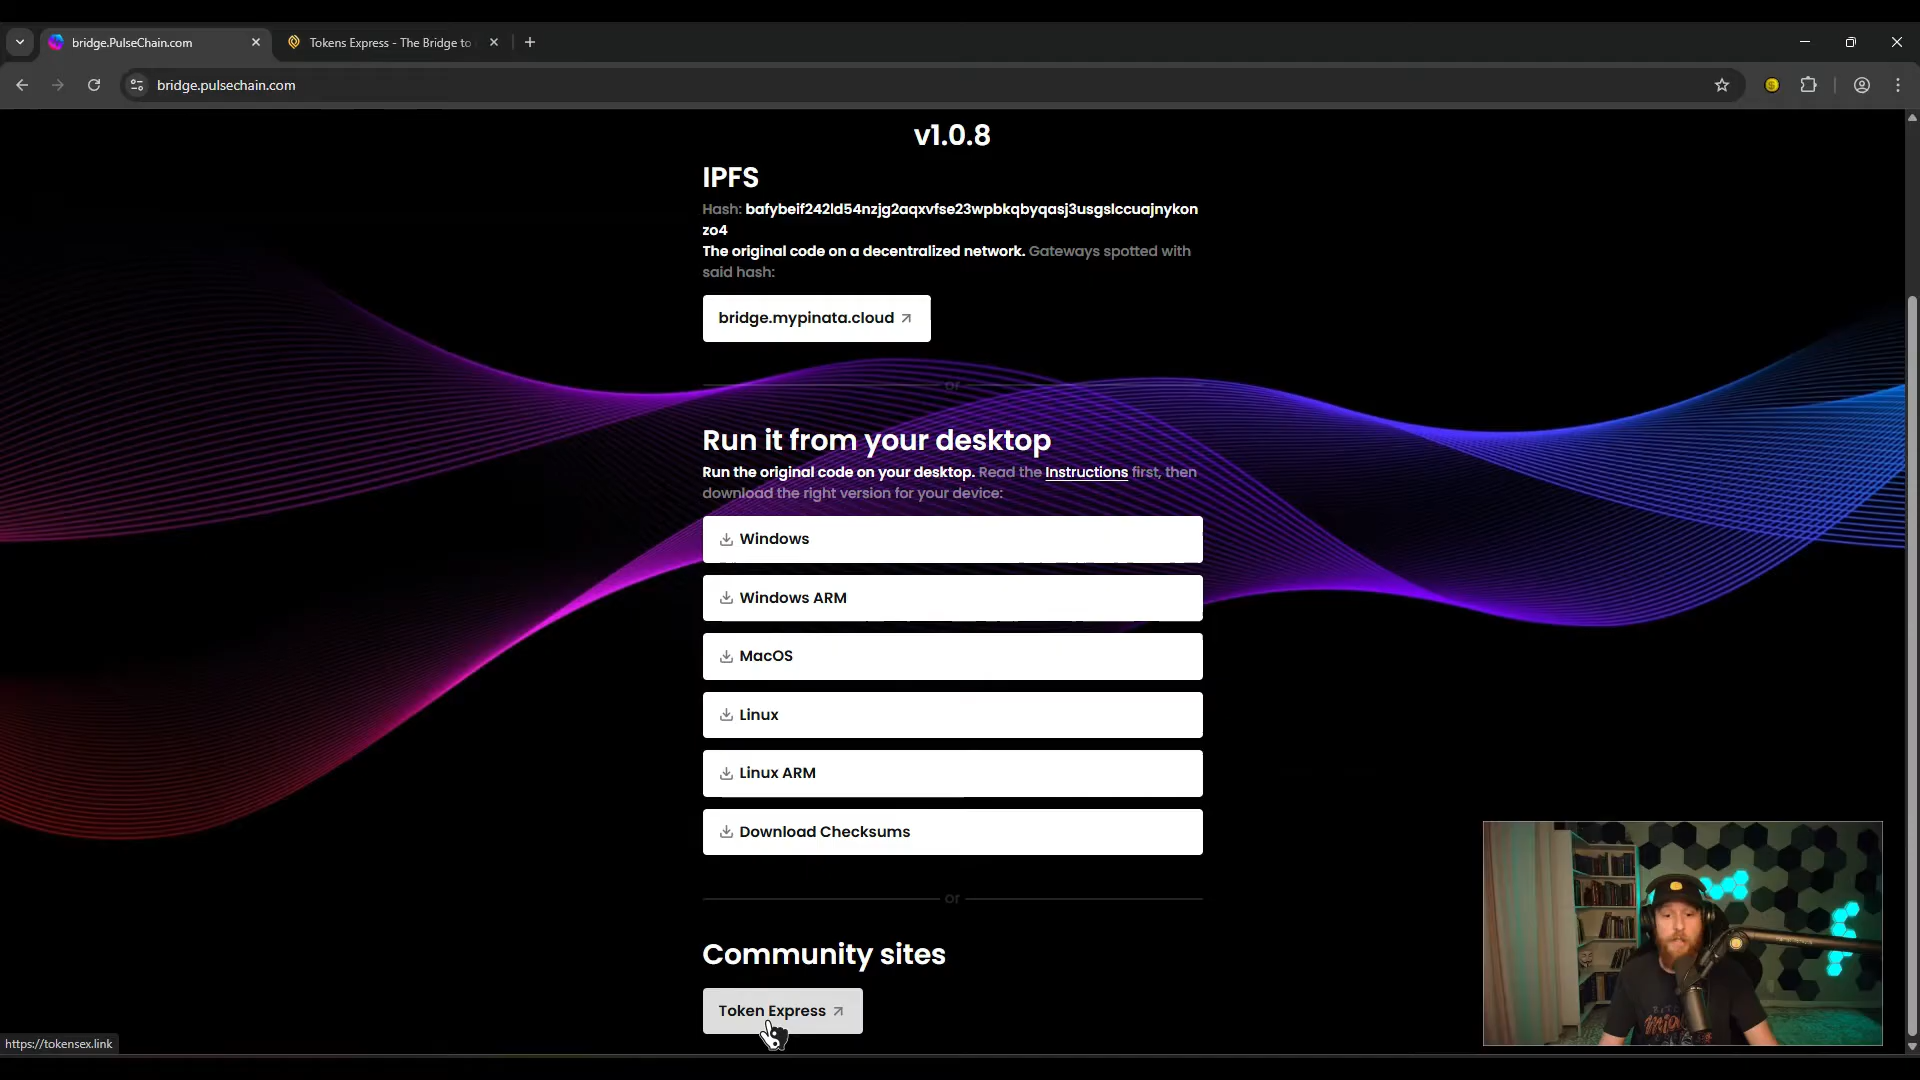 bridge.PulseChain.com
Tokens Express - The Bridge to
bridge.pulsechain.com
v1.0.8
IPFS
Hash: bafybeif242ld54nzjg2aqxvfse23wpbkqbyqasj3usgslccuajnykon
zo4
The original code on a decentralized network. Gateways spotted with
said hash:
bridge.mypinata.cloud
or
Run it from your desktop
Run the original code on your desktop. Read the Instructions first, then
download the right version for your device:
Windows
Windows ARM
MacOS
Linux
Linux ARM
Download Checksums
or
Community sites
Token Express
https://tokensex.link